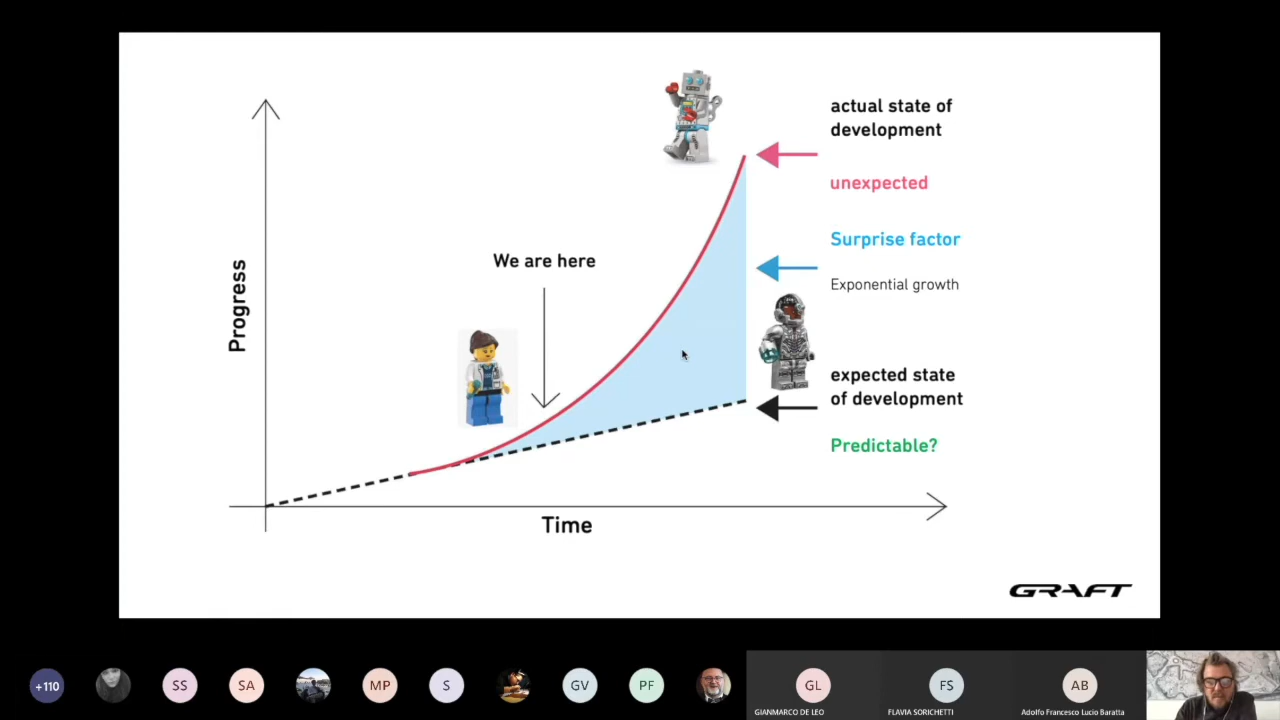 actual state of
development
unexpected
Surprise factor
Exponential growth
We are here
Progress
expected state
of development
Predictable?
Time
GRAFT
+110
SS
SA
MP
S
GV
PF
GL
FS
AB
GIANMARCO DE LEO
FLAVIA SORICHETTI
Adolfo Francesco Lucio Baratta